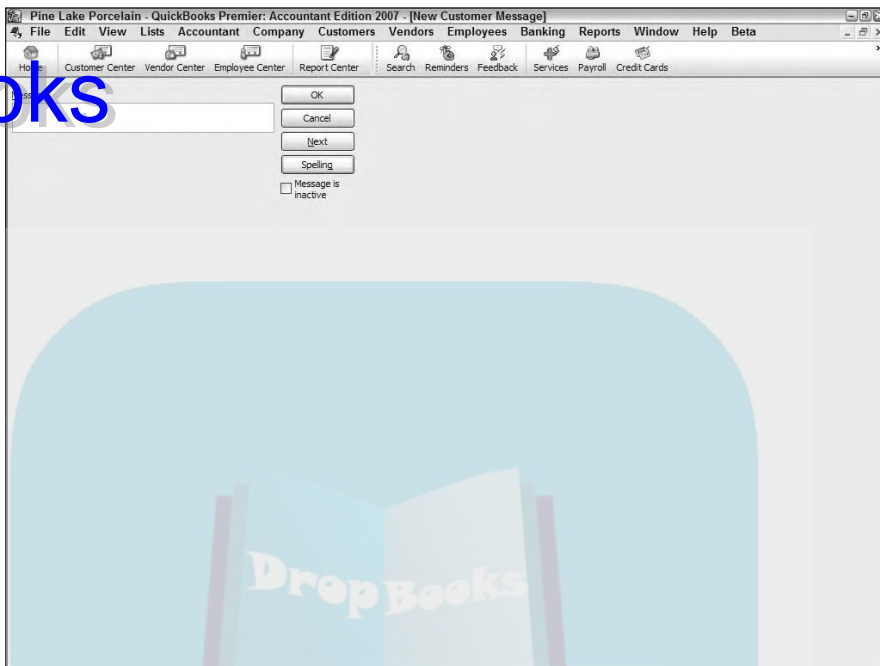 Pine Lake Porcelain - QuickBooks Premier: Accountant Edition 2007 - [New Customer Message]
File Edit View Lists Accountant Company Customers Vendors Employees Banking Reports Window Help Beta
Customer Center Vendor Center Employee Center Report Center Search Reminders Feedback Services Payroll Credit Cards
oks
OK
Cancel
Next
Spelling
Message is
inactive
DropBooks